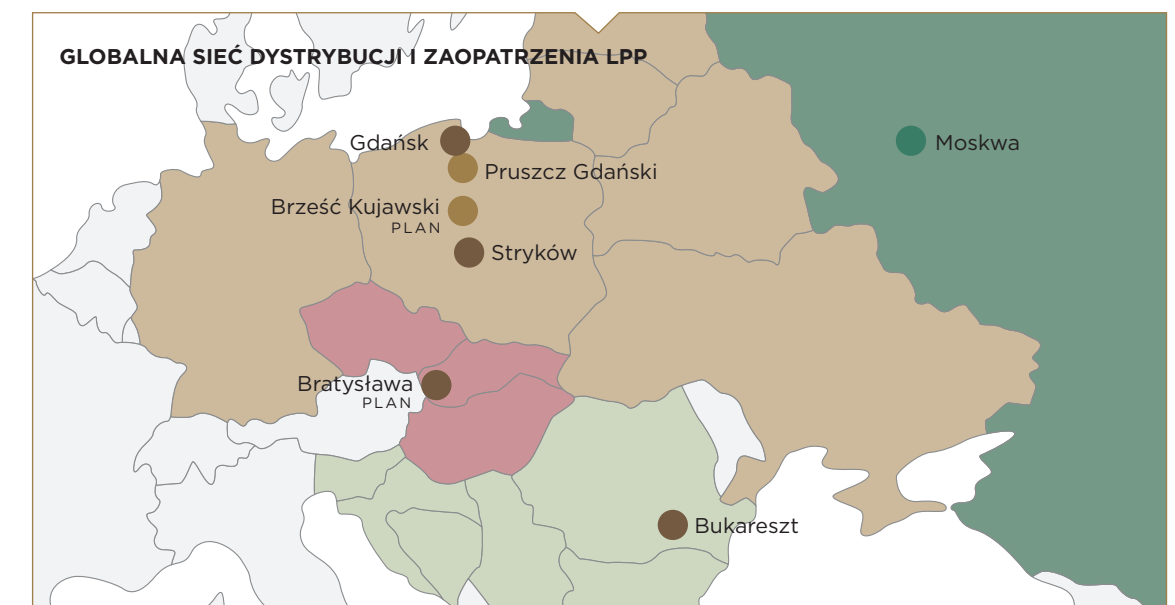 GLOBALNA SIEĆ DYSTRYBUCJI I ZAOPATRZENIA LPP
Gdańsk
Moskwa
Pruszcz Gdański
Brześć Kujawski
PLAN
Stryków
Bratysława
PLAN
Bukareszt